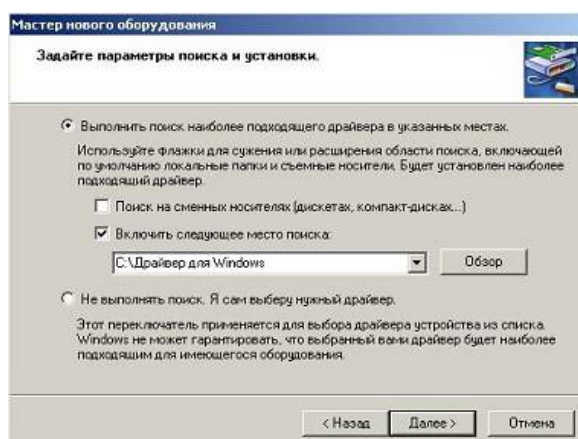 Мастер нового оборудования
Задайте параметры поиска и установки.
Выполнить поиск наиболее подходящего драйвера в указанных местах.
Используйте флажки для сужения или расширения области поиска, включающей
по умолчанию локальные папки и съемные носители. Будет установлен наиболее
подходящий драйвер.
Поиск на сменных носителях (дискетах, компакт-дисках...)
Включить следующее место поиска:
C:\Драйвер для Windows
Обзор
Не выполнять поиск. Я сам выберу нужный драйвер.
Этот переключатель применяется для выбора драйвера устройства из списка.
Windows не может гарантировать, что выбранный вами драйвер будет наиболее
подходящим для имеющегося оборудования.
< Назад Далее > Отмена